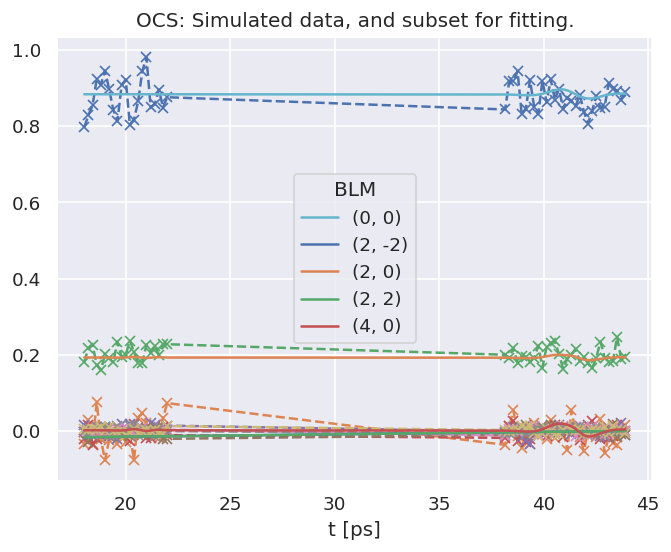 OCS: Simulated data, and subset for fitting.
1.0
0.8
0.6
0.4
0.2
0.0
BLM
(0, 0)
(2, -2)
(2, 0)
(2, 2)
(4, 0)
20 25 30 35 40 45
t [ps]